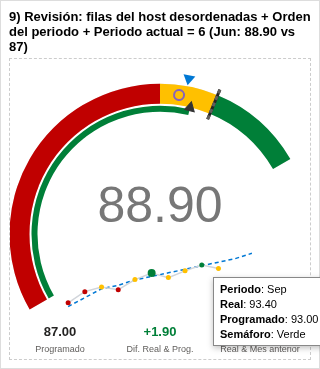 9) Revisión: filas del host desordenadas + Orden
del periodo + Periodo actual = 6 (Jun: 88.90 vs
87)
88.90
Periodo: Sep
Real: 93.40
Programado: 93.00
Semáforo: Verde
87.00
+1.90
Programado
Dif. Real & Prog.
Real & Mes anterior